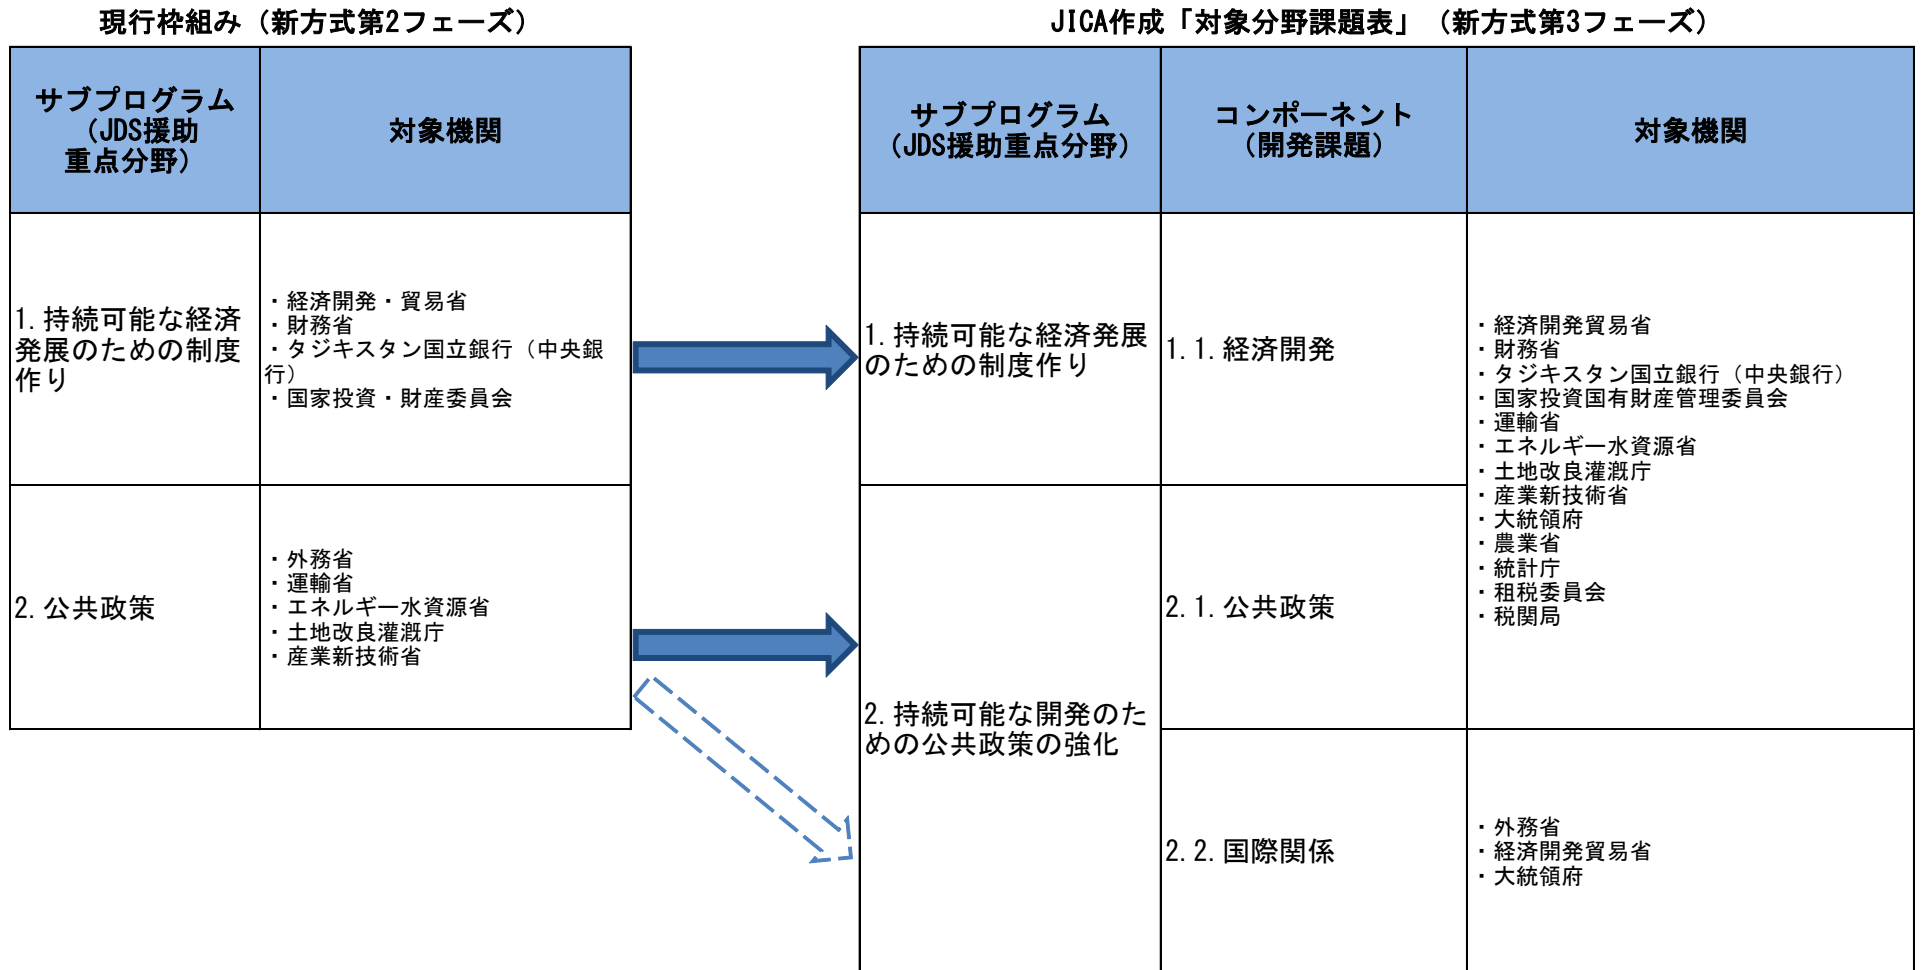 現行枠組み（新方式第2フェーズ）
サブプログラム
（JDS援助
重点分野）
対象機関
1.持続可能な経済
発展のための制度
作り
・経済開発・貿易省
・財務省
・タジキスタン国立銀行（中央銀
行）
・国家投資・財産委員会
2.公共政策
・外務省
・運輸省
・エネルギー水資源省
・土地改良灌漑庁
・産業新技術省
JICA作成「対象分野課題表」（新方式第3フェーズ）
サブプログラム
（JDS援助重点分野）
コンポーネント
（開発課題）
対象機関
1.持続可能な経済発展
のための制度作り
1.1.経済開発
・経済開発貿易省
・財務省
・タジキスタン国立銀行（中央銀行）
・国家投資国有財産管理委員会
・運輸省
・エネルギー水資源省
・土地改良灌漑庁
・産業新技術省
・大統領府
・農業省
・統計庁
・租税委員会
・税関局
2.持続可能な開発のた
めの公共政策の強化
2.1.公共政策
2.2.国際関係
・外務省
・経済開発貿易省
・大統領府